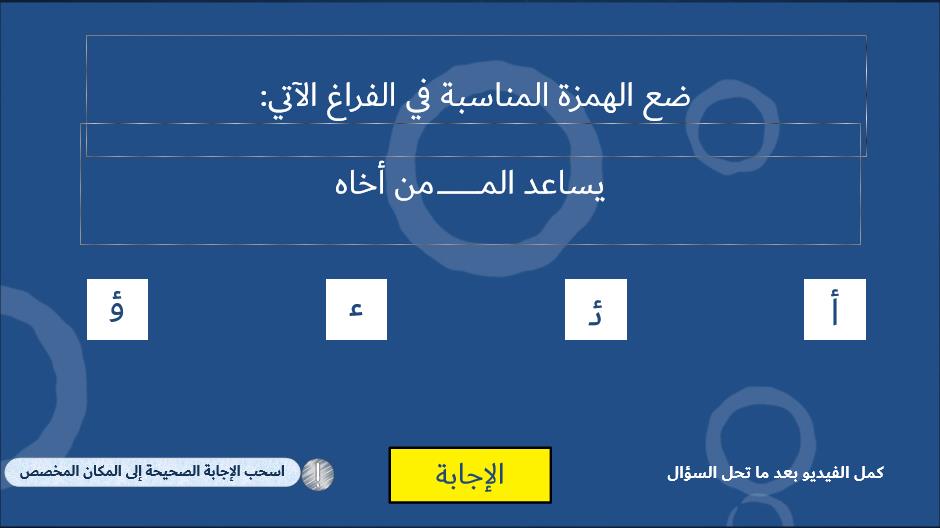 ضع الهمزة المناسبة في الفراغ الآتي:
يساعد المـــــمن أخاه
أ
ئـ
ء
ؤ
كمل الفيديو بعد ما تحل السؤال
الإجابة
اسحب الإجابة الصحيحة إلى المكان المخصص